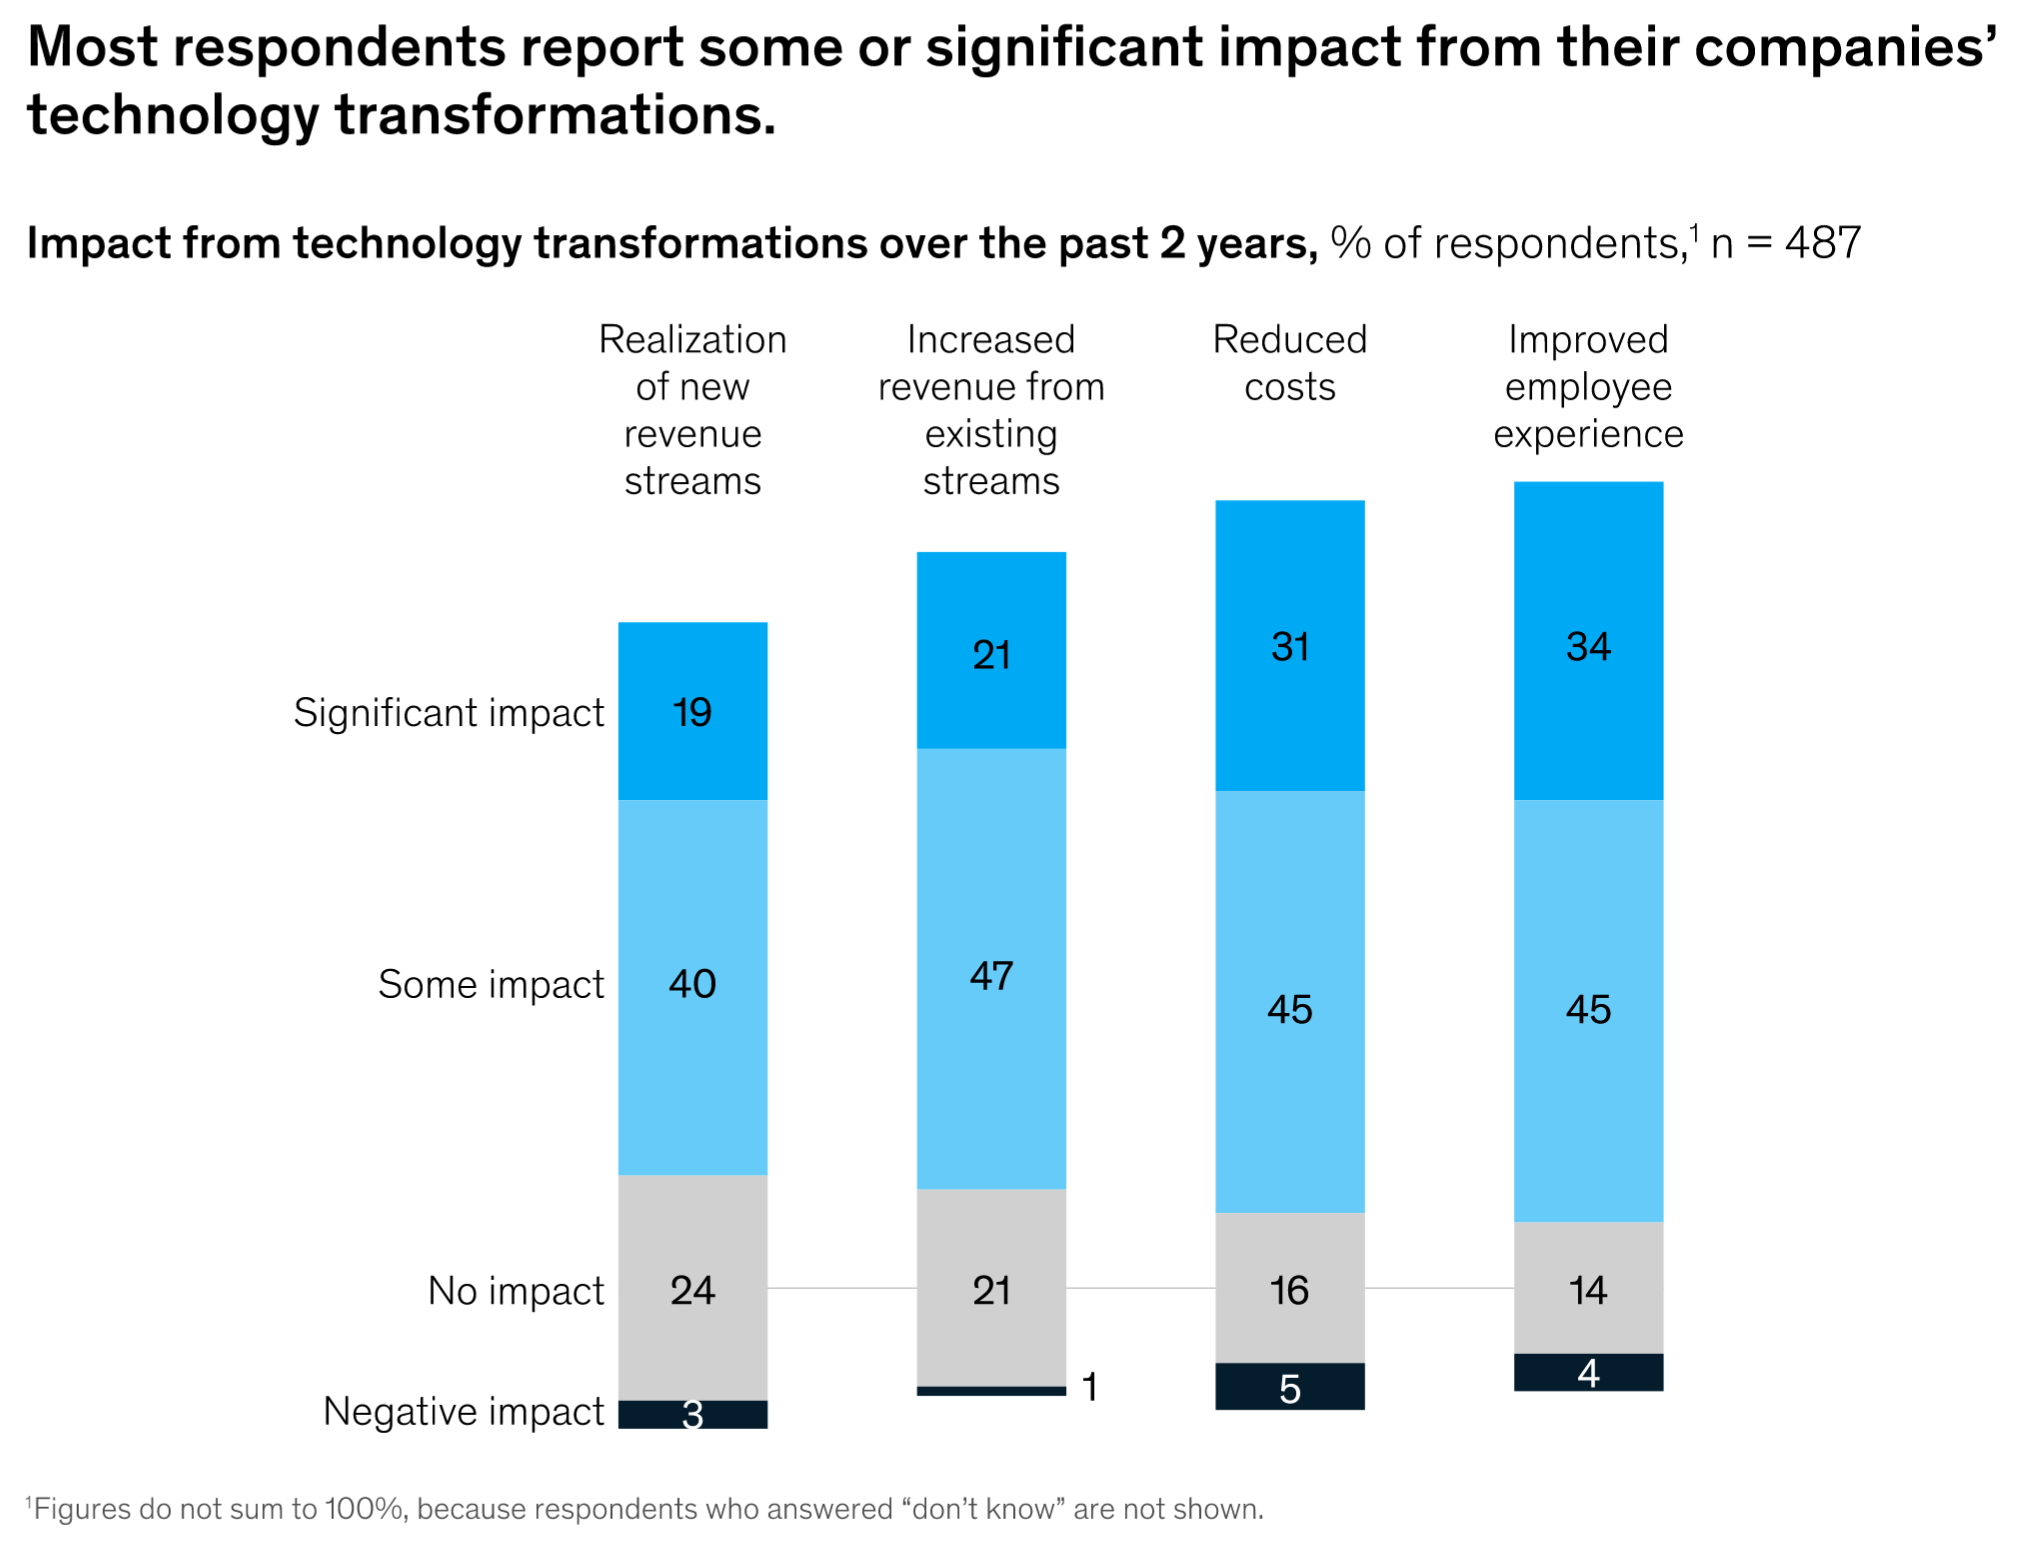 Most respondents report some or significant impact from their companies’
technology transformations.
Impact from technology transformations over the past 2 years, % of respondents,¹ n = 487
Realization
of new
revenue
streams
Increased
revenue from
existing
streams
Reduced
costs
Improved
employee
experience
Significant impact 19 21 31 34
Some impact 40 47 45 45
No impact 24 21 16 14
Negative impact 3 1 5 4
¹Figures do not sum to 100%, because respondents who answered “don’t know” are not shown.